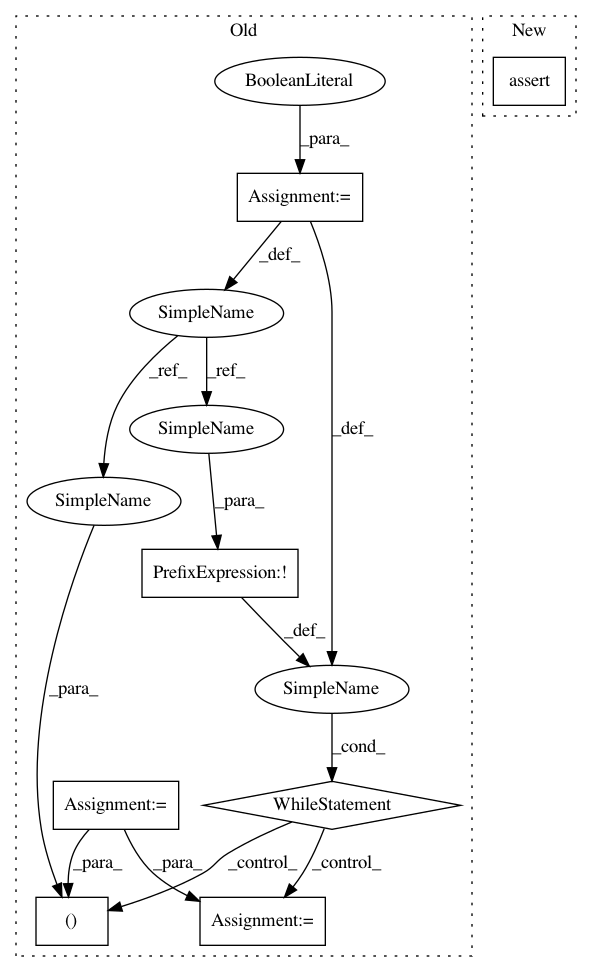 Old
New
BooleanLiteral
assert
_para_
Assignment:=
_def_
SimpleName
_ref_
_ref_
_def_
SimpleName
SimpleName
_para_
PrefixExpression:!
_def_
_para_
SimpleName
_cond_
Assignment:=
WhileStatement
_para_
_para_
_control_
_control_
()
Assignment:=